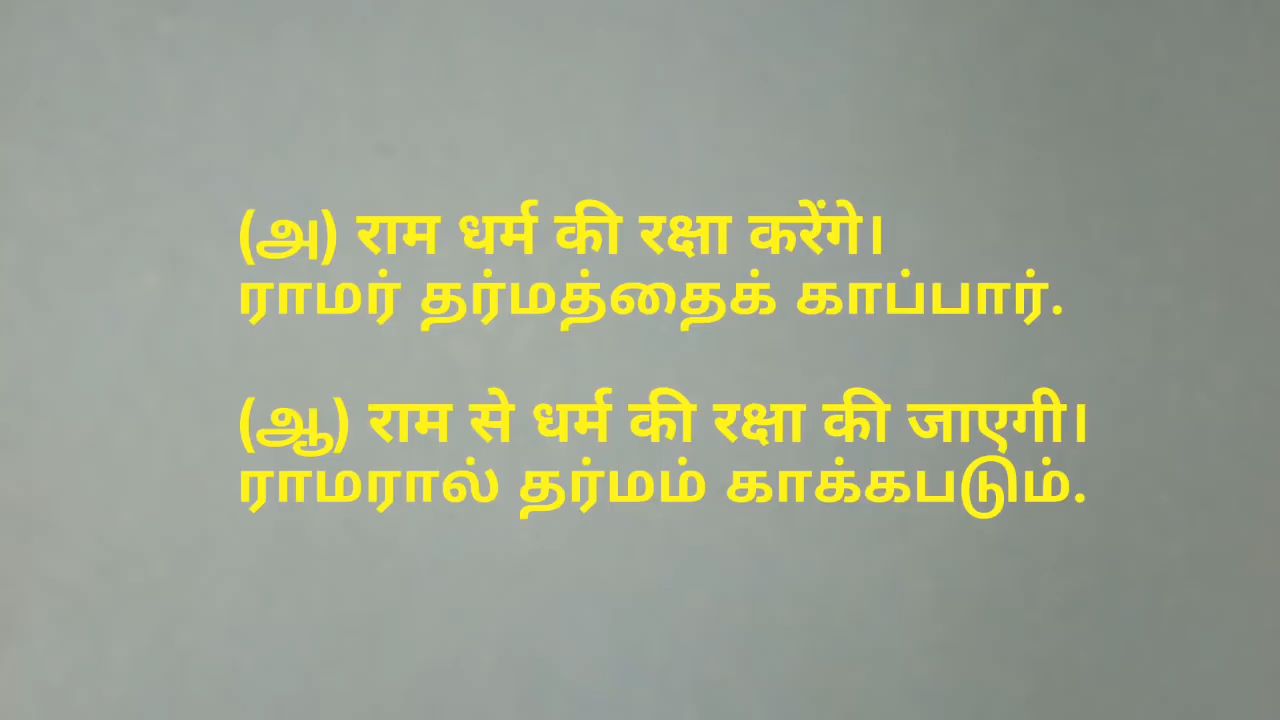 (அ) राम धर्म की रक्षा करेंगे।
ராமர் தர்மத்தைக் காப்பார்.
(ஆ) राम से धर्म की रक्षा की जाएगी।
ராமரால் தர்மம் காக்கபடும்.